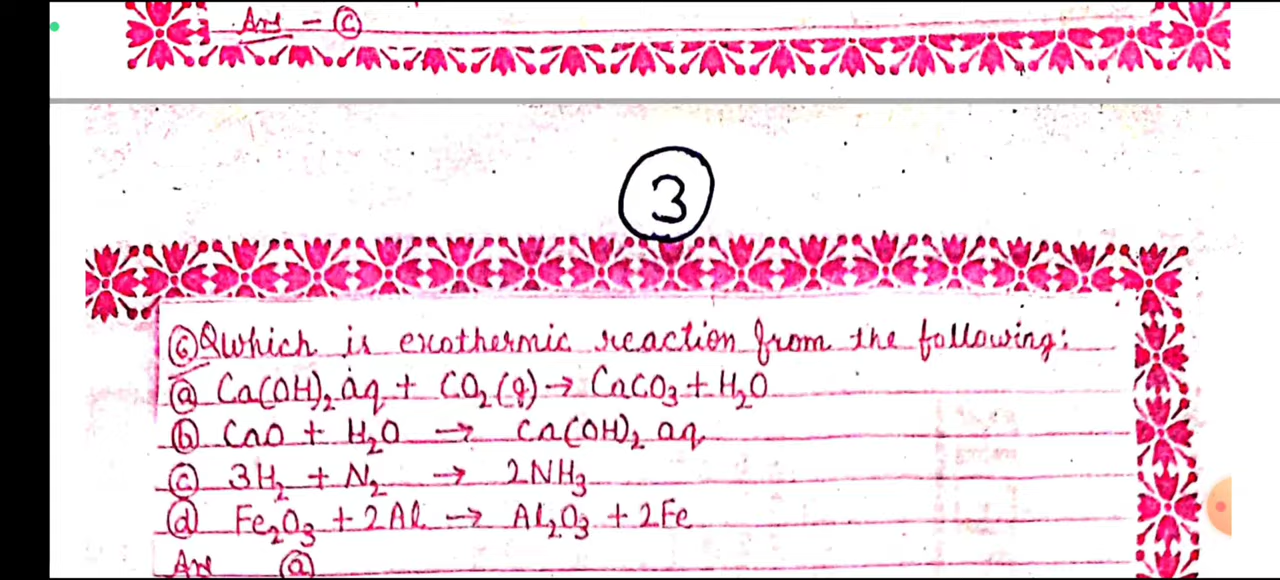 Ans - ⓒ
3
⑥ Q Which is exothermic reaction from the following:
ⓐ Ca(OH)₂ aq + CO₂ (g) → CaCO₃ + H₂O
ⓑ CaO + H₂O → Ca(OH)₂ aq
ⓒ 3H₂ + N₂ → 2NH₃
ⓓ Fe₂O₃ + 2Al → Al₂O₃ + 2Fe
Ans ⓐ